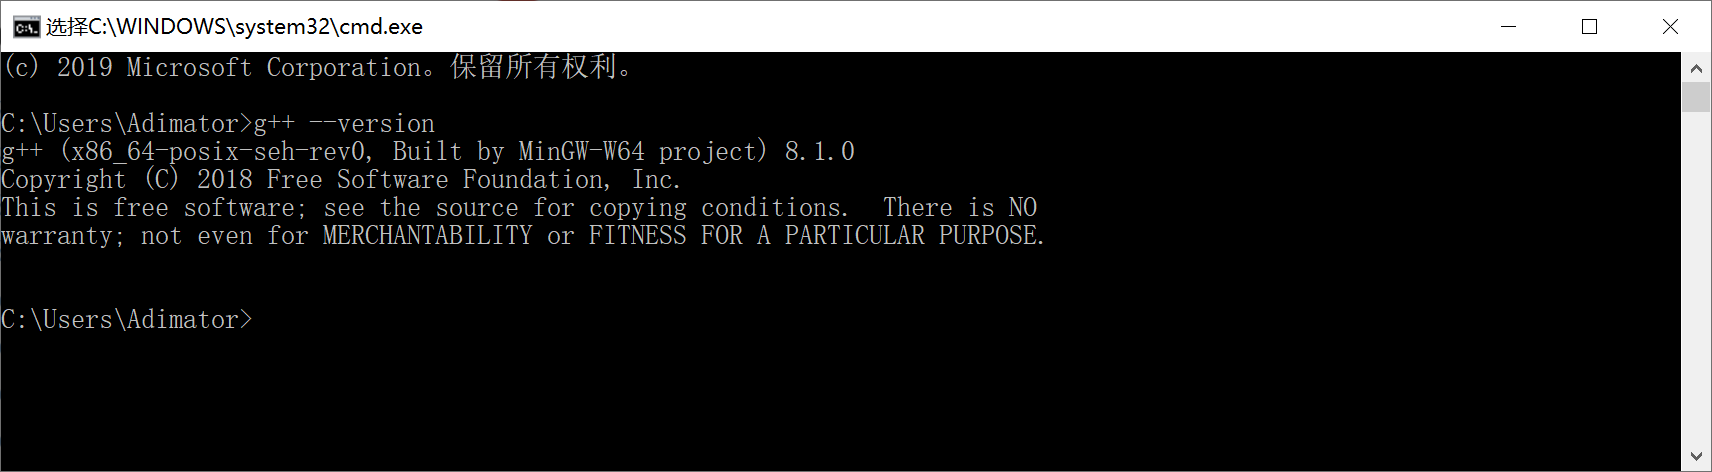 选择C:\WINDOWS\system32\cmd.exe
(c) 2019 Microsoft Corporation。保留所有权利。
C:\Users\Adimator>g++ --version
g++ (x86_64-posix-seh-rev0, Built by MinGW-W64 project) 8.1.0
Copyright (C) 2018 Free Software Foundation, Inc.
This is free software; see the source for copying conditions.  There is NO
warranty; not even for MERCHANTABILITY or FITNESS FOR A PARTICULAR PURPOSE.
C:\Users\Adimator>